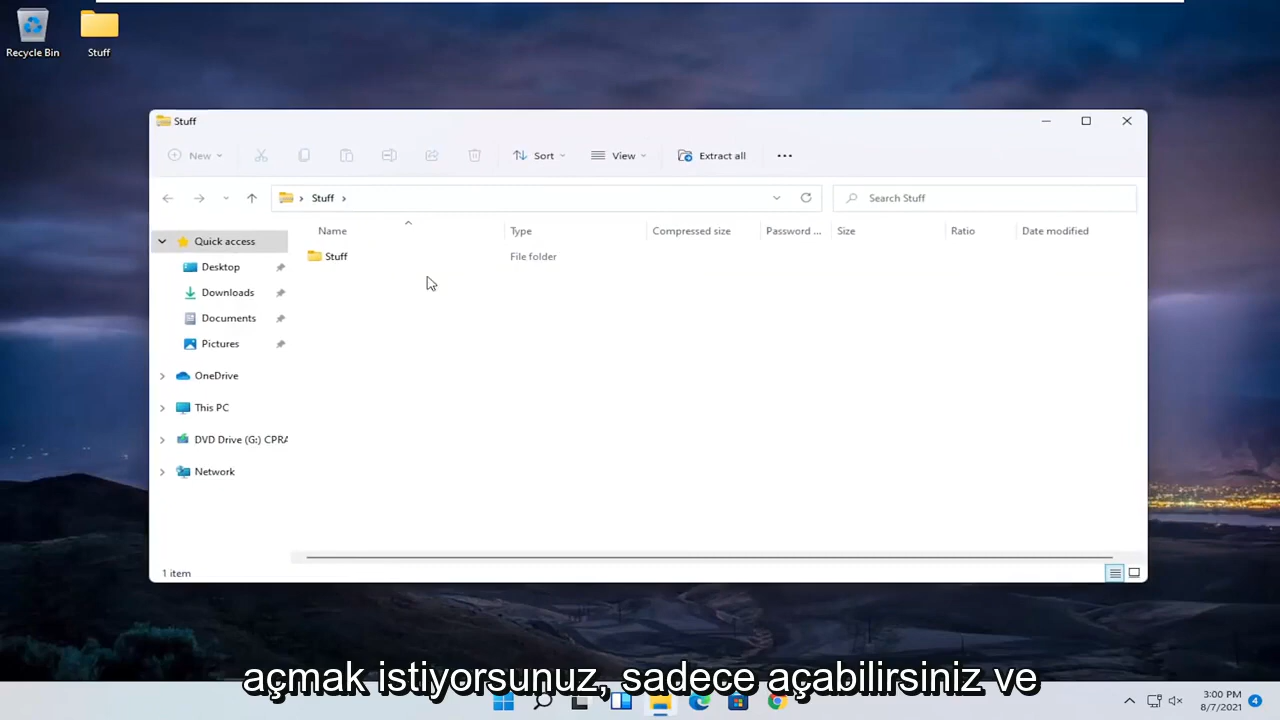 Recycle Bin
Stuff
Stuff
New
Sort
View
Extract all
Stuff
Search Stuff
Name
Type
Compressed size
Password ...
Size
Ratio
Date modified
Stuff
File folder
Quick access
Desktop
Downloads
Documents
Pictures
OneDrive
This PC
DVD Drive (G:) CPRA
Network
1 item
açmak istiyorsunuz, sadece açabilirsiniz ve
3:00 PM
8/7/2021
4